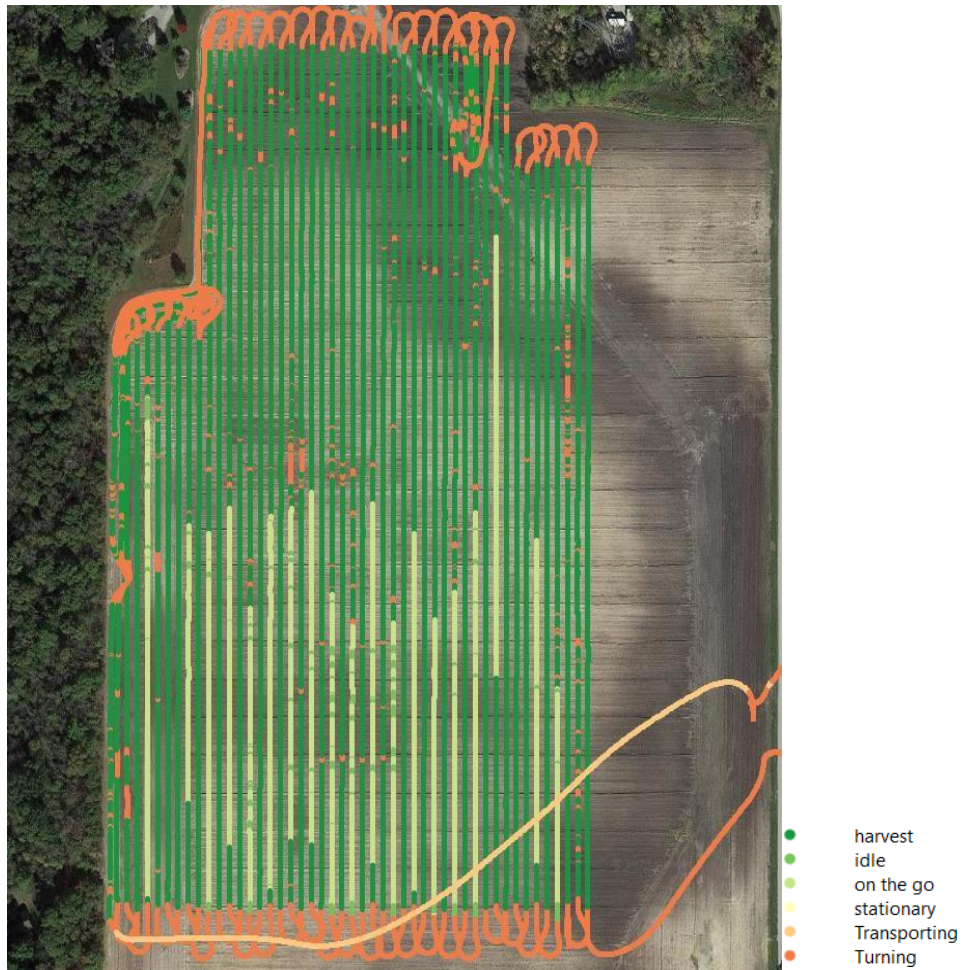 harvest
idle
on the go
stationary
Transporting
Turning